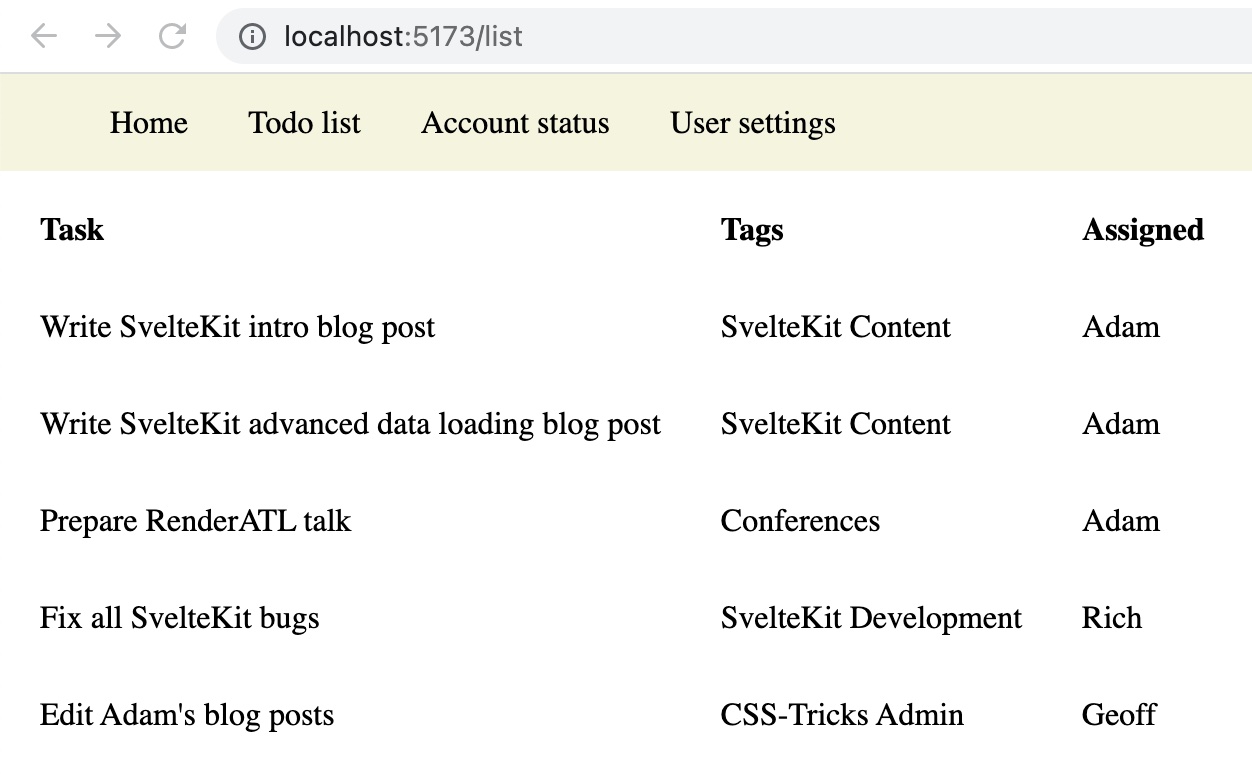 localhost:5173/list
Home Todo list Account status User settings
Task Tags Assigned
Write SvelteKit intro blog post SvelteKit Content Adam
Write SvelteKit advanced data loading blog post SvelteKit Content Adam
Prepare RenderATL talk Conferences Adam
Fix all SvelteKit bugs SvelteKit Development Rich
Edit Adam's blog posts CSS-Tricks Admin Geoff